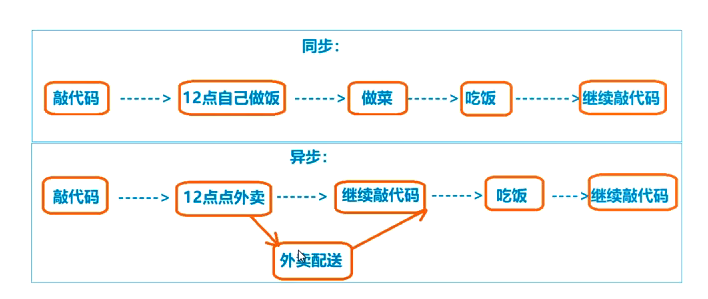 同步：
敲代码 ------> 12点自己做饭 ------> 做菜 ------> 吃饭 --------> 继续敲代码
异步：
敲代码 ------> 12点点外卖 ------> 继续敲代码 ------> 吃饭 ----> 继续敲代码
外卖配送